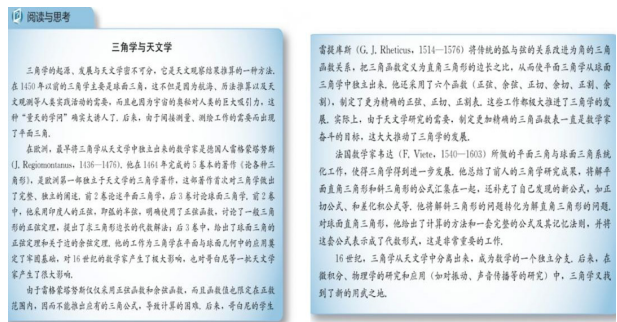 阅读与思考
三角学与天文学
三角学的起源、发展与天文学密不可分，它是天文观察结果推算的一种方法.
在1450年以前的三角学主要是球面三角，这不但是因为航海、历法推算以及天
文观测等人类实践活动的需要，而且也因为宇宙的奥秘对人类的巨大吸引力，这
种“量天的学问”确实太诱人了. 后来，由于间接测量、测绘工作的需要而出现
了平面三角.
在欧洲，最早将三角学从天文学中独立出来的数学家是德国人雷格蒙塔努斯
(J. Regiomontanus, 1436—1476). 他在1464年完成的5卷本的著作《论各种三
角形》，是欧洲第一部独立于天文学的三角学著作，这部著作首次对三角学做出
了完整、独立的阐述. 前2卷论述平面三角学，后3卷讨论球面三角学. 前2卷
中，他采用印度人的正弦，即弧的半弦，明确使用了正弦函数，讨论了一般三角
形的正弦定理，提出了求三角形边长的代数解法；后3卷中，给出了球面三角的
正弦定理和关于边的余弦定理. 他的工作为三角学在平面与球面几何中的应用奠
定了牢固基础，对16世纪的数学家产生了极大影响，也对哥白尼等一批天文学
家产生了很大影响.
由于雷格蒙塔努斯仅仅采用正弦函数和余弦函数，而且函数值也限定在正数
范围内，因而不能推出应有的三角公式，导致计算的困难. 后来，哥白尼的学生
雷提库斯 (G. J. Rheticus, 1514—1576) 将传统的弧与弦的关系改进为角的三角
函数关系，把三角函数定义为直角三角形的边长之比，从而使平面三角学从球面
三角学中独立出来. 他还采用了六个函数（正弦、余弦、正切、余切、正割、余
割），制定了更为精确的正弦、正切、正割表. 这些工作都极大推进了三角学的发
展. 实际上，由于天文学研究的需要，制定更加精确的三角函数表一直是数学家
奋斗的目标，这大大推动了三角学的发展.
法国数学家韦达 (F. Viete, 1540—1603) 所做的平面三角与球面三角系统
化工作，使得三角学得到进一步发展. 他总结了前人的三角学研究成果，将解平
面直角三角形和斜三角形的公式汇集在一起，还补充了自己发现的新公式，如正
切公式、和差化积公式等. 他将解斜三角形的问题转化为解直角三角形的问题.
对球面直角三角形，他给出了计算的方法和一套完整的公式及其记忆法则，并将
这套公式表示成了代数形式，这是非常重要的工作.
16世纪，三角学从天文学中分离出来，成为数学的一个独立分支. 后来，在
微积分、物理学的研究和应用（如对振动、声音传播等的研究）中，三角学又找
到了新的用武之地.